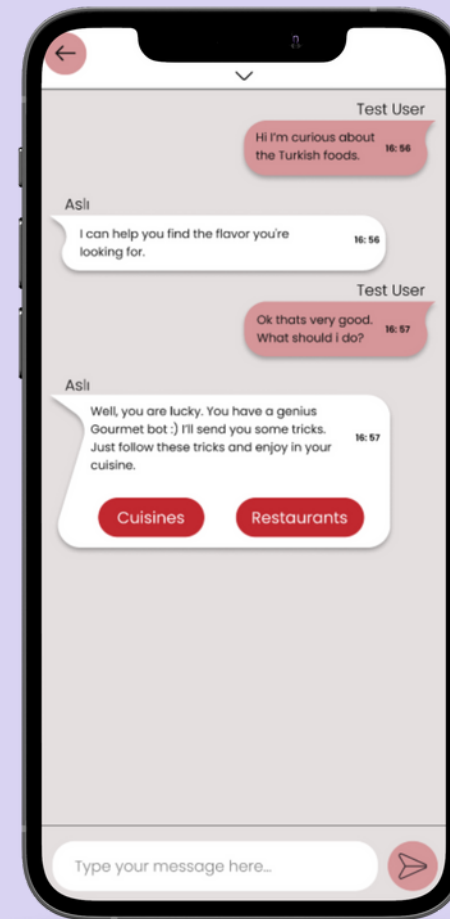 Test User
Hi I'm curious about
the Turkish foods.
16: 56
Aslı
I can help you find the flavor you're
looking for.
16: 56
Test User
Ok thats very good.
What should i do?
16: 57
Aslı
Well, you are lucky. You have a genius
Gourmet bot :) I'll send you some tricks.
Just follow these tricks and enjoy in your
cuisine.
16: 57
Cuisines
Restaurants
Type your message here...